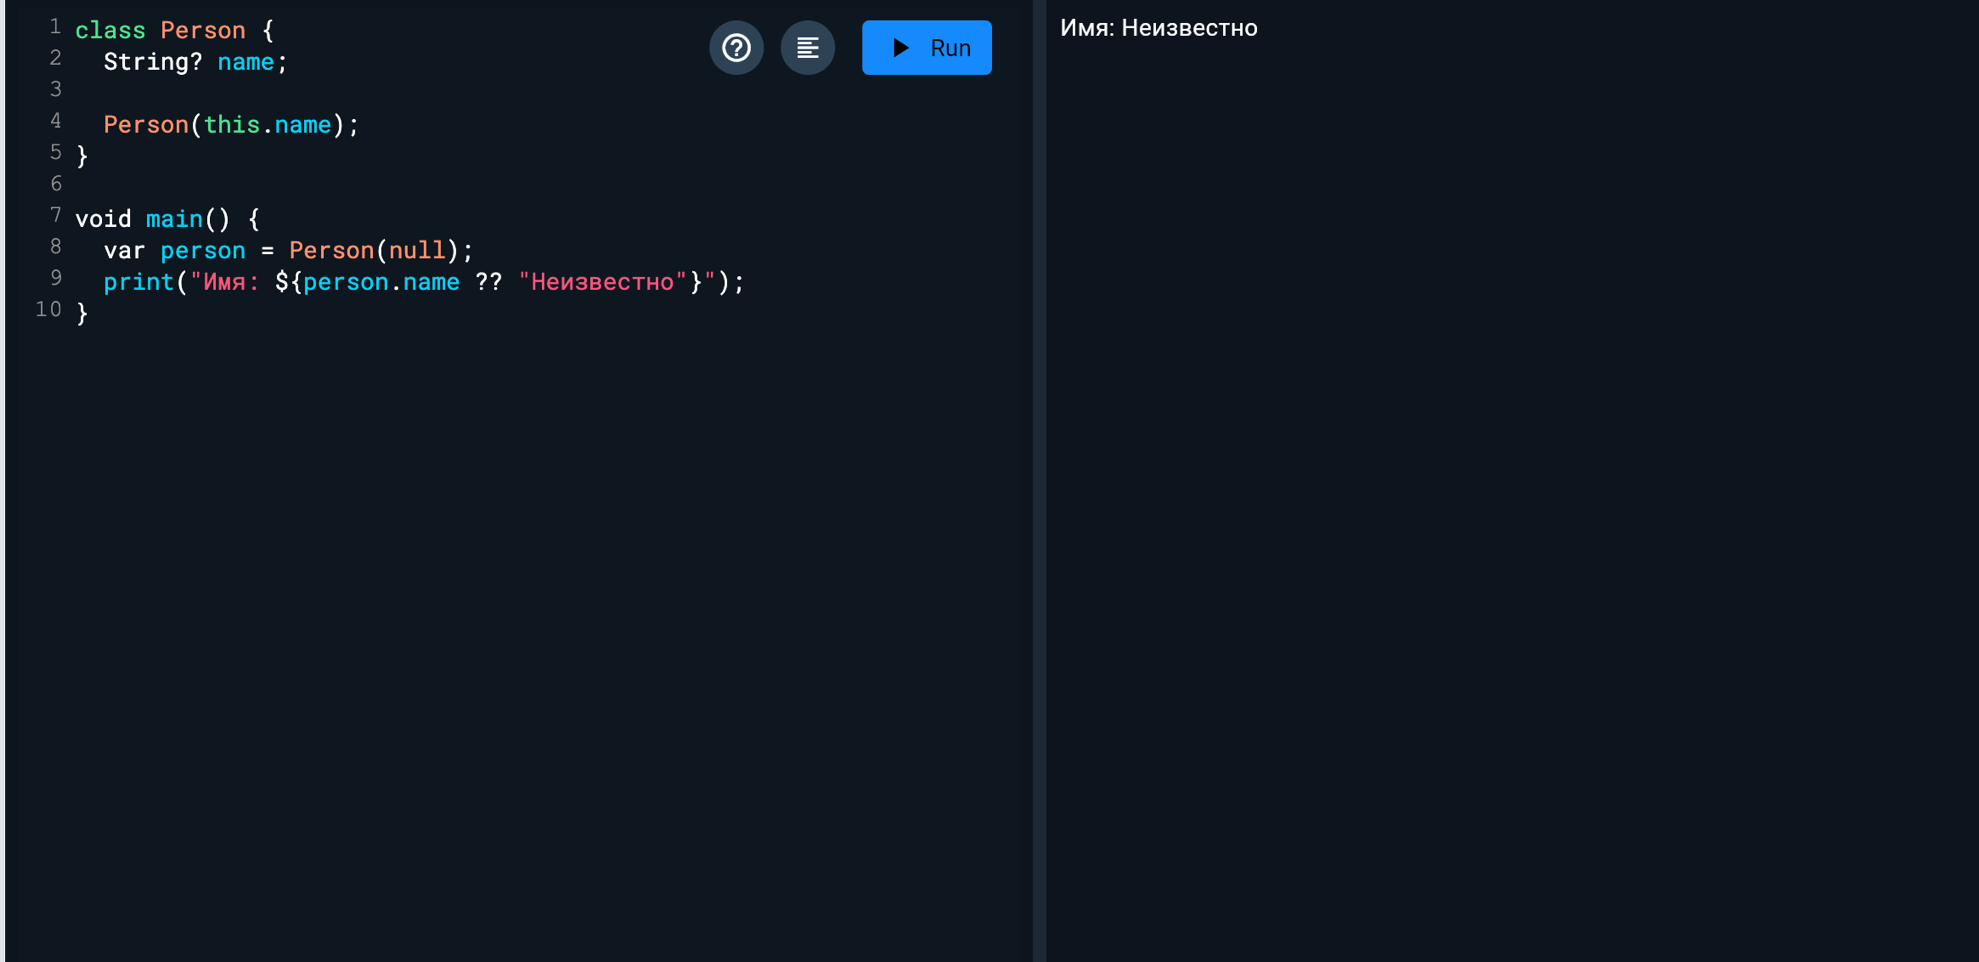 1 class Person {
2   String? name;
3
4   Person(this.name);
5 }
6
7 void main() {
8   var person = Person(null);
9   print("Имя: ${person.name ?? "Неизвестно"}");
10 }
Run
Имя: Неизвестно